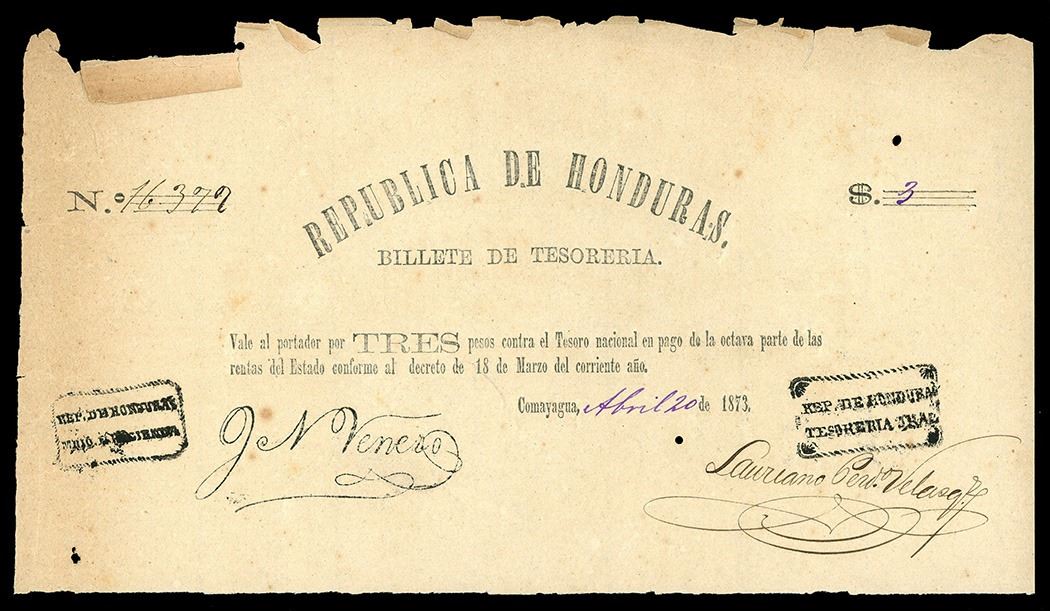 REPUBLICA DE HONDURAS.
N.º 16379 $. 3
BILLETE DE TESORERIA.
Vale al portador por TRES pesos contra el Tesoro nacional en pago de la octava parte de las
rentas del Estado conforme al decreto de 18 de Marzo del corriente año.
Comayagua, Abril 20 de 1873.
REP. DE HONDURAS
REP. DE HONDURAS
TESORERIA
J N Venero
Lauriano